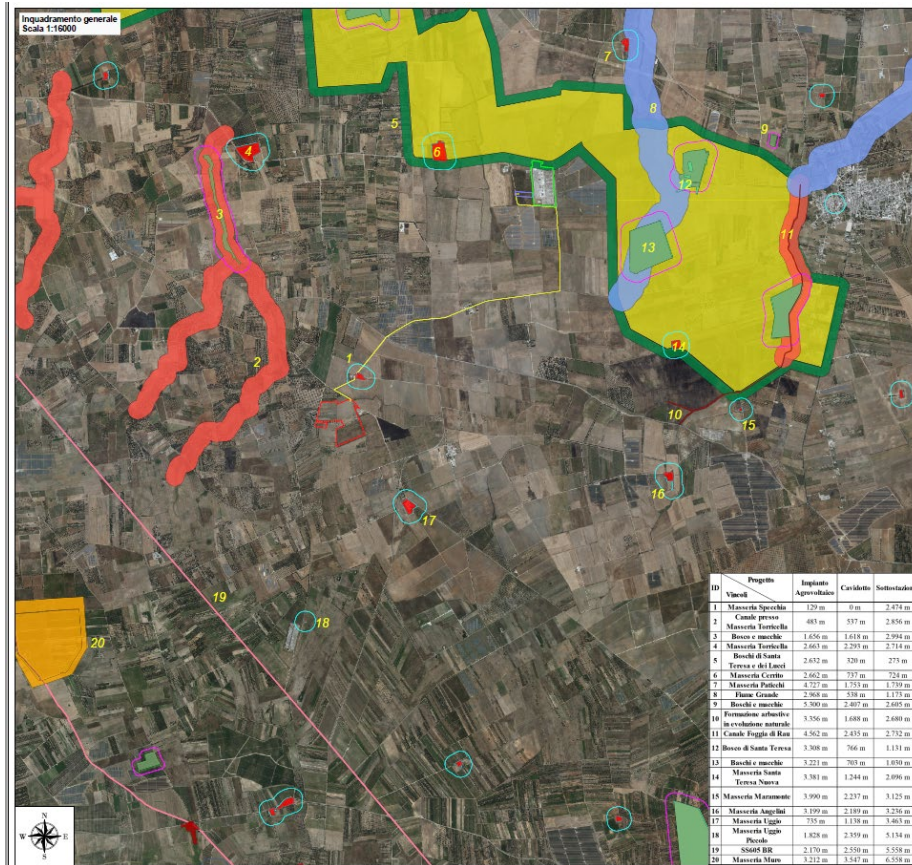 Inquadramento generale
Scala 1:16000
7
8
5
9
6
4
12
3
11
13
14
1
2
10
15
16
17
19
18
20
N
W E
S
ID Progetto Vincoli Impianto Agrovoltaico Cavidotto Sottostazione
1 Masseria Specchia 129 m 0 m 2.474 m
2 Canale presso Masseria Torricella 483 m 537 m 2.856 m
3 Bosco e macchie 1.656 m 1.618 m 2.994 m
4 Masseria Torricella 2.663 m 2.293 m 2.714 m
5 Boschi di Santa Teresa e dei Lucci 2.632 m 320 m 273 m
6 Masseria Cerrito 2.662 m 737 m 724 m
7 Masseria Paticchi 4.727 m 1.753 m 1.739 m
8 Fiume Grande 2.968 m 538 m 1.173 m
9 Boschi e macchie 5.300 m 2.407 m 2.605 m
10 Formazione arbustive in evoluzione naturale 3.356 m 1.688 m 2.680 m
11 Canale Foggia di Rau 4.562 m 2.435 m 2.732 m
12 Bosco di Santa Teresa 3.308 m 766 m 1.131 m
13 Boschi e macchie 3.221 m 703 m 1.030 m
14 Masseria Santa Teresa Nuova 3.381 m 1.244 m 2.096 m
15 Masseria Maramonte 3.990 m 2.237 m 3.125 m
16 Masseria Angelini 3.199 m 2.189 m 3.236 m
17 Masseria Uggio 735 m 1.138 m 3.463 m
18 Masseria Uggio Piccolo 1.828 m 2.359 m 5.134 m
19 SS605 BR 2.170 m 2.550 m 5.558 m
20 Masseria Muro 3.212 m 3.547 m 6.558 m